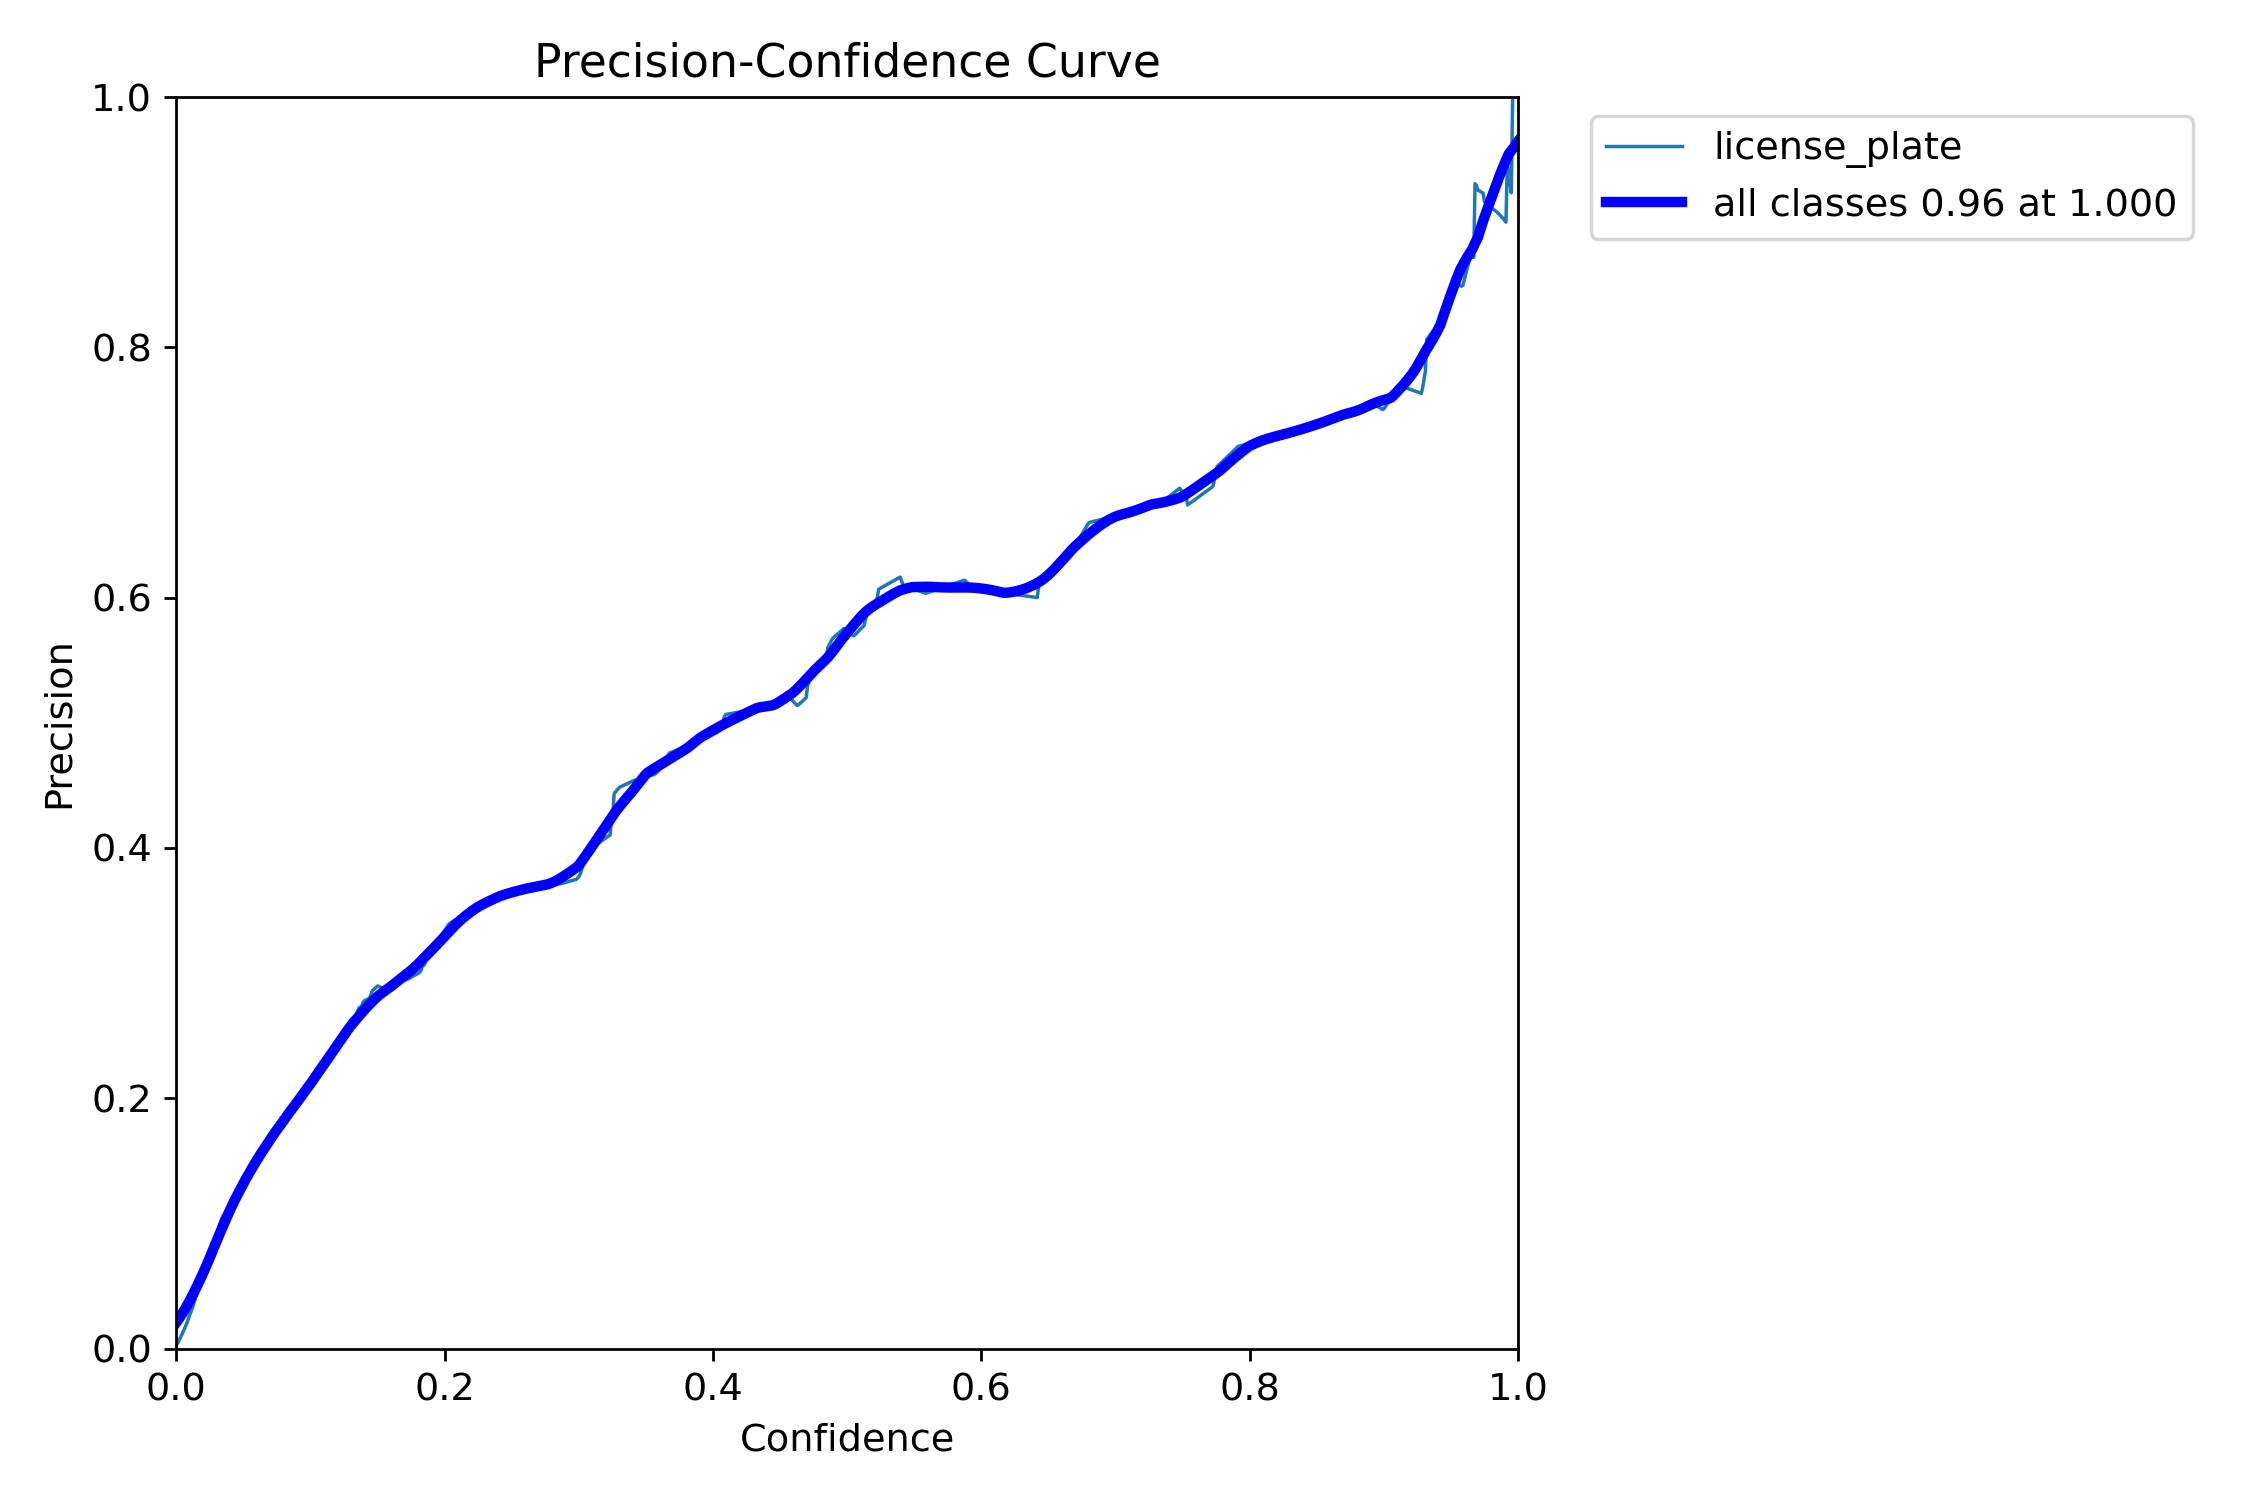 Precision-Confidence Curve
1.0
0.8
0.6
0.4
0.2
0.0
Precision
0.0 0.2 0.4 0.6 0.8 1.0
Confidence
license_plate
all classes 0.96 at 1.000